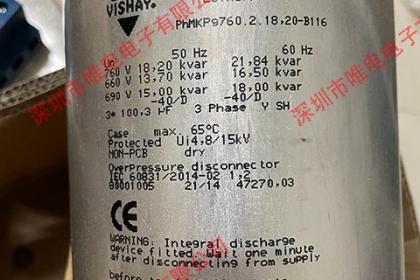 VISHAY.
PhMKP9760.2.18,20-B116
50 Hz 60 Hz
Un
760 V 18,20 kvar 21,84 kvar
660 V 13,70 kvar 16,50 kvar
690 V 15,00 kvar 18,00 kvar
-40/D -40/D
3* 100,3 µF 3 Phase Y SH
Case max. 65°C
Protected Ui4,8/15kV
NON-PCB dry
OverPressure disconnector
IEC 60831/2014-02 1,2
80001005 21/14 47270,03
CE
WARNING: Integral discharge
device fitted. Wait one minute
after disconnecting from supply
深圳市唯电电子有限公司
深圳市唯电电子有限公司